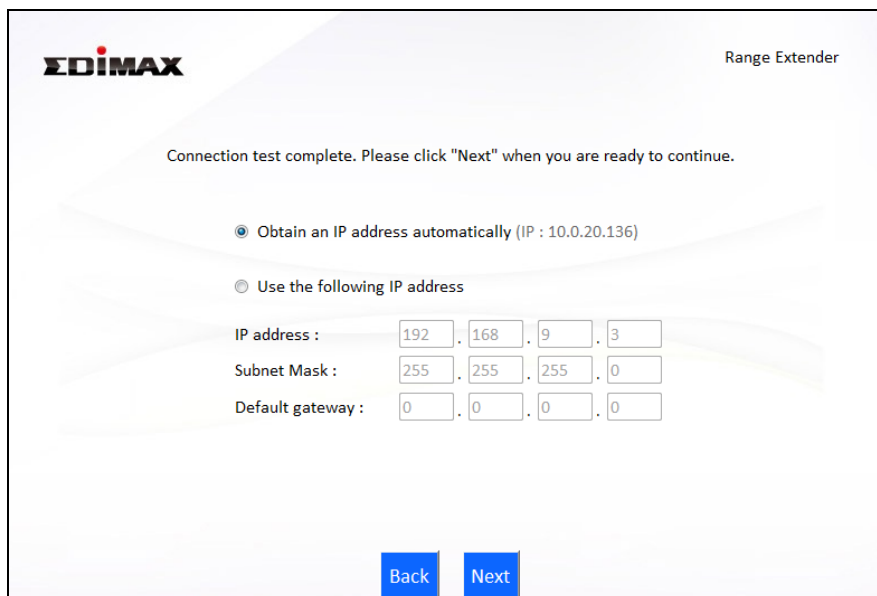 EDIMAX
Range Extender
Connection test complete. Please click "Next" when you are ready to continue.
Obtain an IP address automatically (IP : 10.0.20.136)
Use the following IP address
IP address : 192 . 168 . 9 . 3
Subnet Mask : 255 . 255 . 255 . 0
Default gateway : 0 . 0 . 0 . 0
Back Next